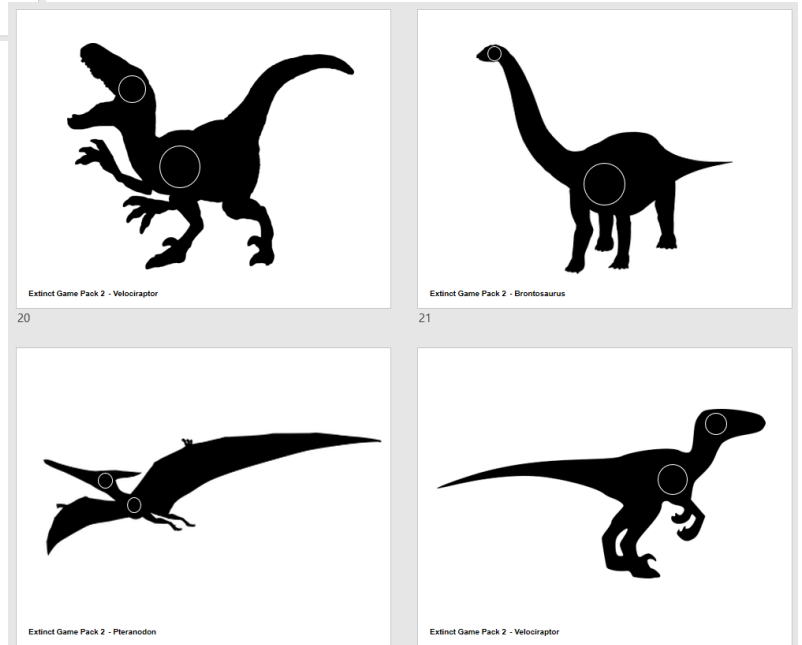 Extinct Game Pack 2 - Velociraptor
Extinct Game Pack 2 - Brontosaurus
20
21
Extinct Game Pack 2 - Pteranodon
Extinct Game Pack 2 - Velociraptor